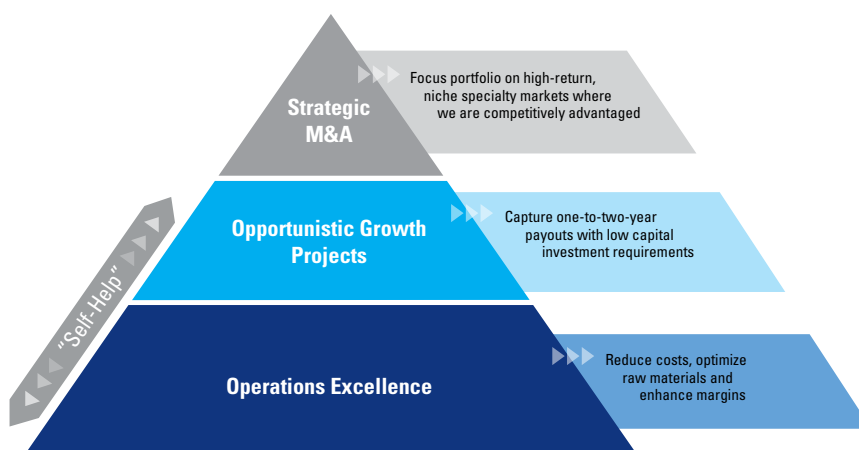 Strategic
M&A
Focus portfolio on high-return,
niche specialty markets where
we are competitively advantaged
Opportunistic Growth
Projects
Capture one-to-two-year
payouts with low capital
investment requirements
"Self-Help"
Operations Excellence
Reduce costs, optimize
raw materials and
enhance margins